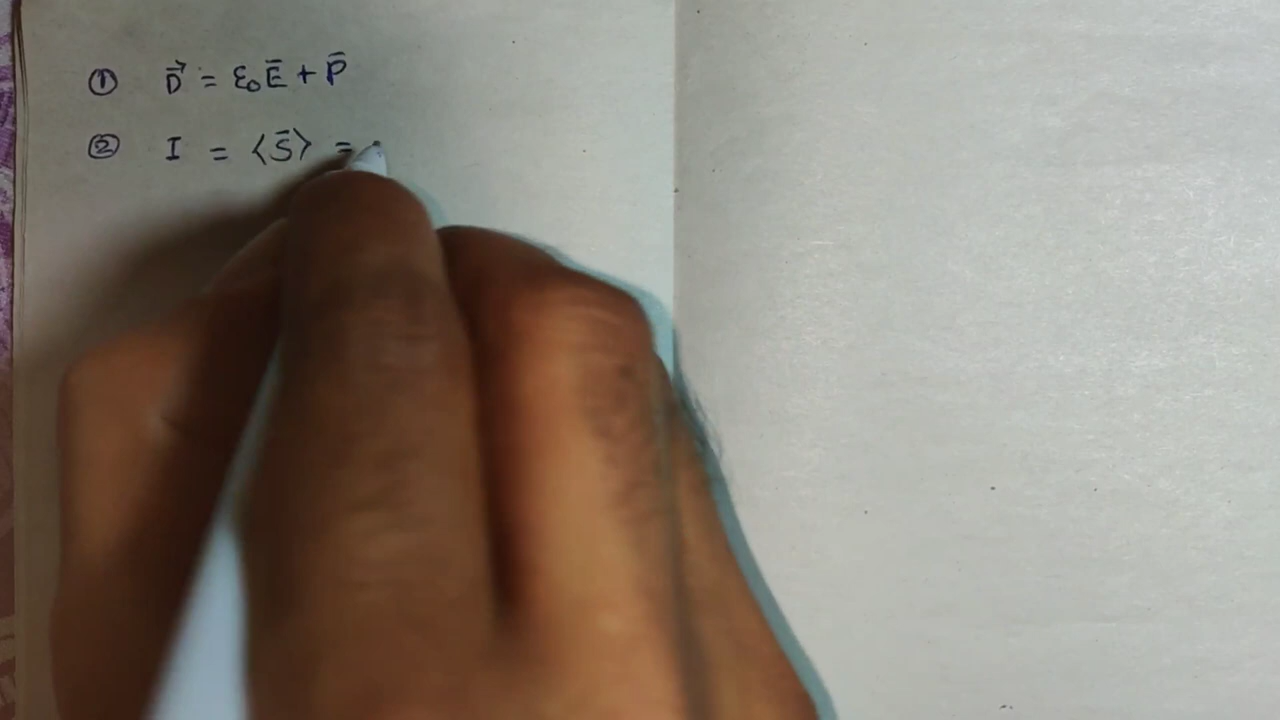 ① D⃗ = ε₀E̅ + P̅
② I = ⟨S̅⟩ =